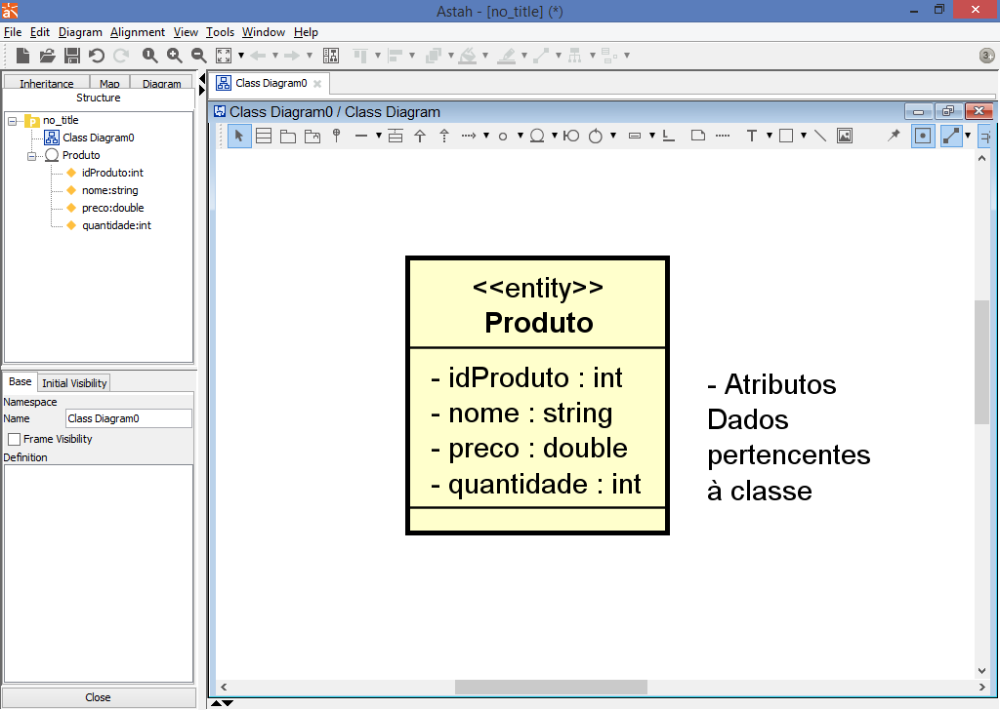 Astah - [no_title] (*)
File Edit Diagram Alignment View Tools Window Help
3+
Inheritance Map Diagram
Structure
no_title
Class Diagram0
Produto
idProduto:int
nome:string
preco:double
quantidade:int
Base Initial Visibility
Namespace
Name Class Diagram0
Frame Visibility
Definition
Close
Class Diagram0
Class Diagram0 / Class Diagram
<<entity>>
Produto
- idProduto : int
- nome : string
- preco : double
- quantidade : int
- Atributos
Dados
pertencentes
à classe